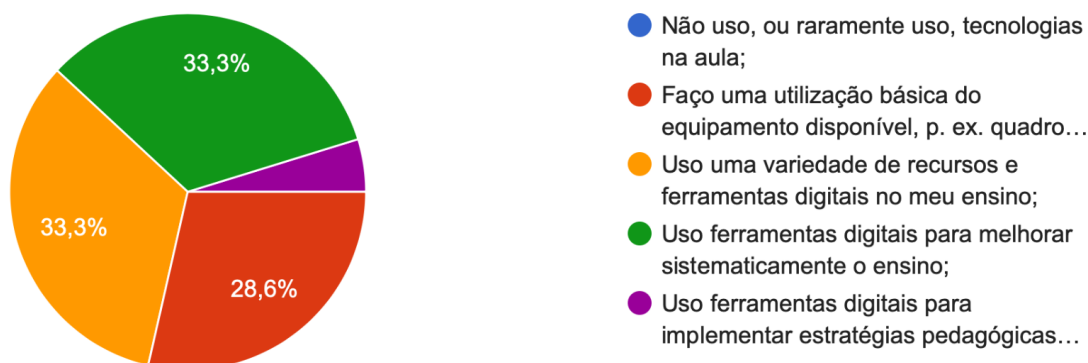 33,3%
33,3%
28,6%
Não uso, ou raramente uso, tecnologias
na aula;
Faço uma utilização básica do
equipamento disponível, p. ex. quadro…
Uso uma variedade de recursos e
ferramentas digitais no meu ensino;
Uso ferramentas digitais para melhorar
sistematicamente o ensino;
Uso ferramentas digitais para
implementar estratégias pedagógicas…